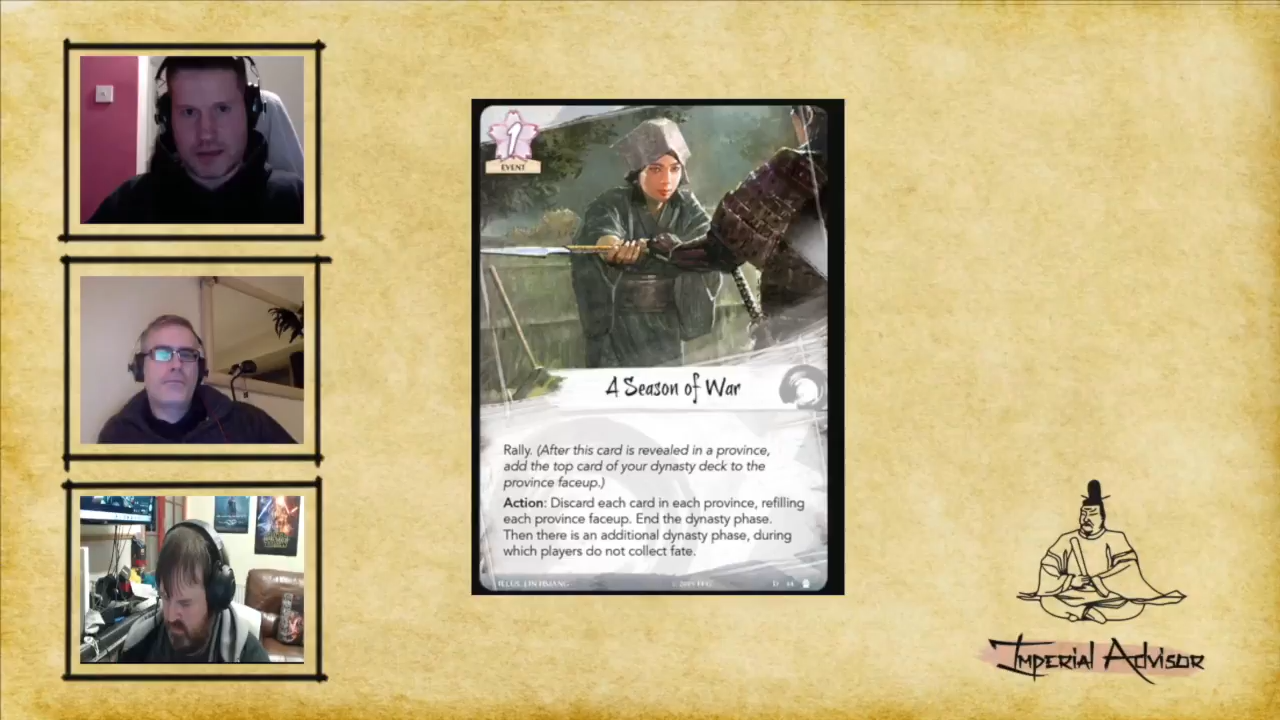 1
EVENT
A Season of War
Rally. (After this card is revealed in a province,
add the top card of your dynasty deck to the
province faceup.)
Action: Discard each card in each province, refilling
each province faceup. End the dynasty phase.
Then there is an additional dynasty phase, during
which players do not collect fate.
Imperial Advisor